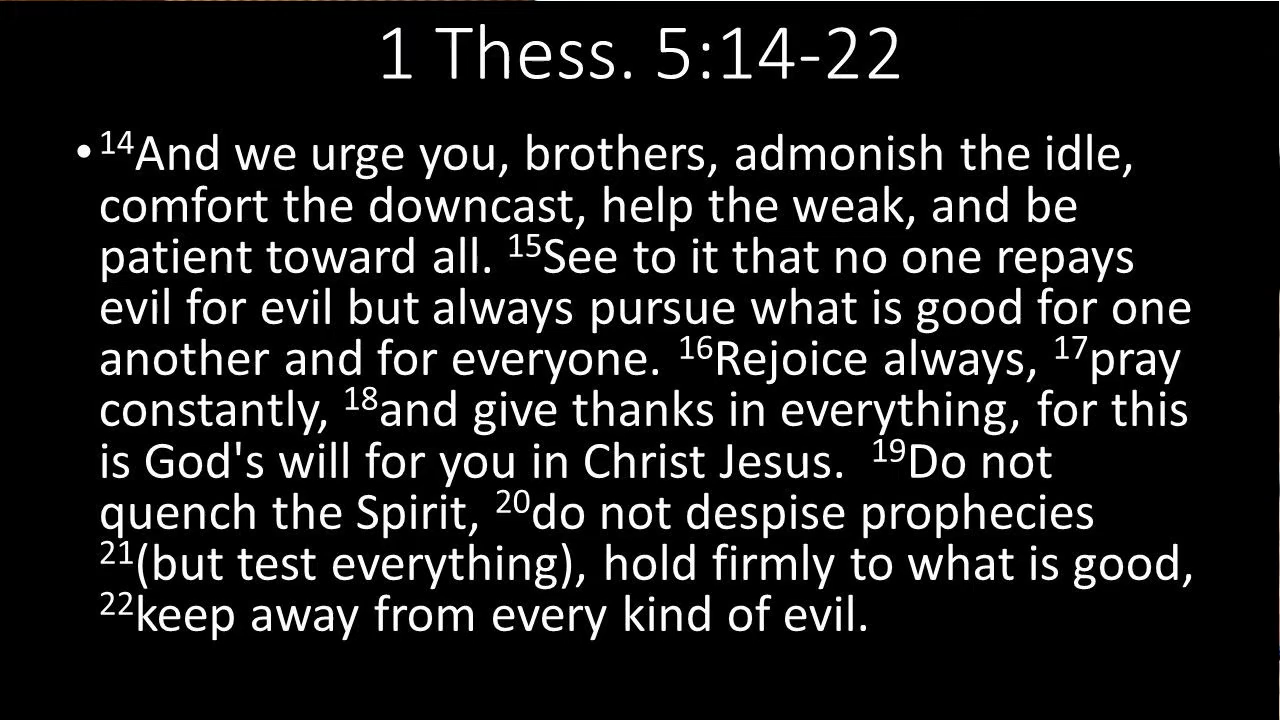 1 Thess. 5:14-22
• 14And we urge you, brothers, admonish the idle,
comfort the downcast, help the weak, and be
patient toward all. 15See to it that no one repays
evil for evil but always pursue what is good for one
another and for everyone. 16Rejoice always, 17pray
constantly, 18and give thanks in everything, for this
is God's will for you in Christ Jesus. 19Do not
quench the Spirit, 20do not despise prophecies
21(but test everything), hold firmly to what is good,
22keep away from every kind of evil.